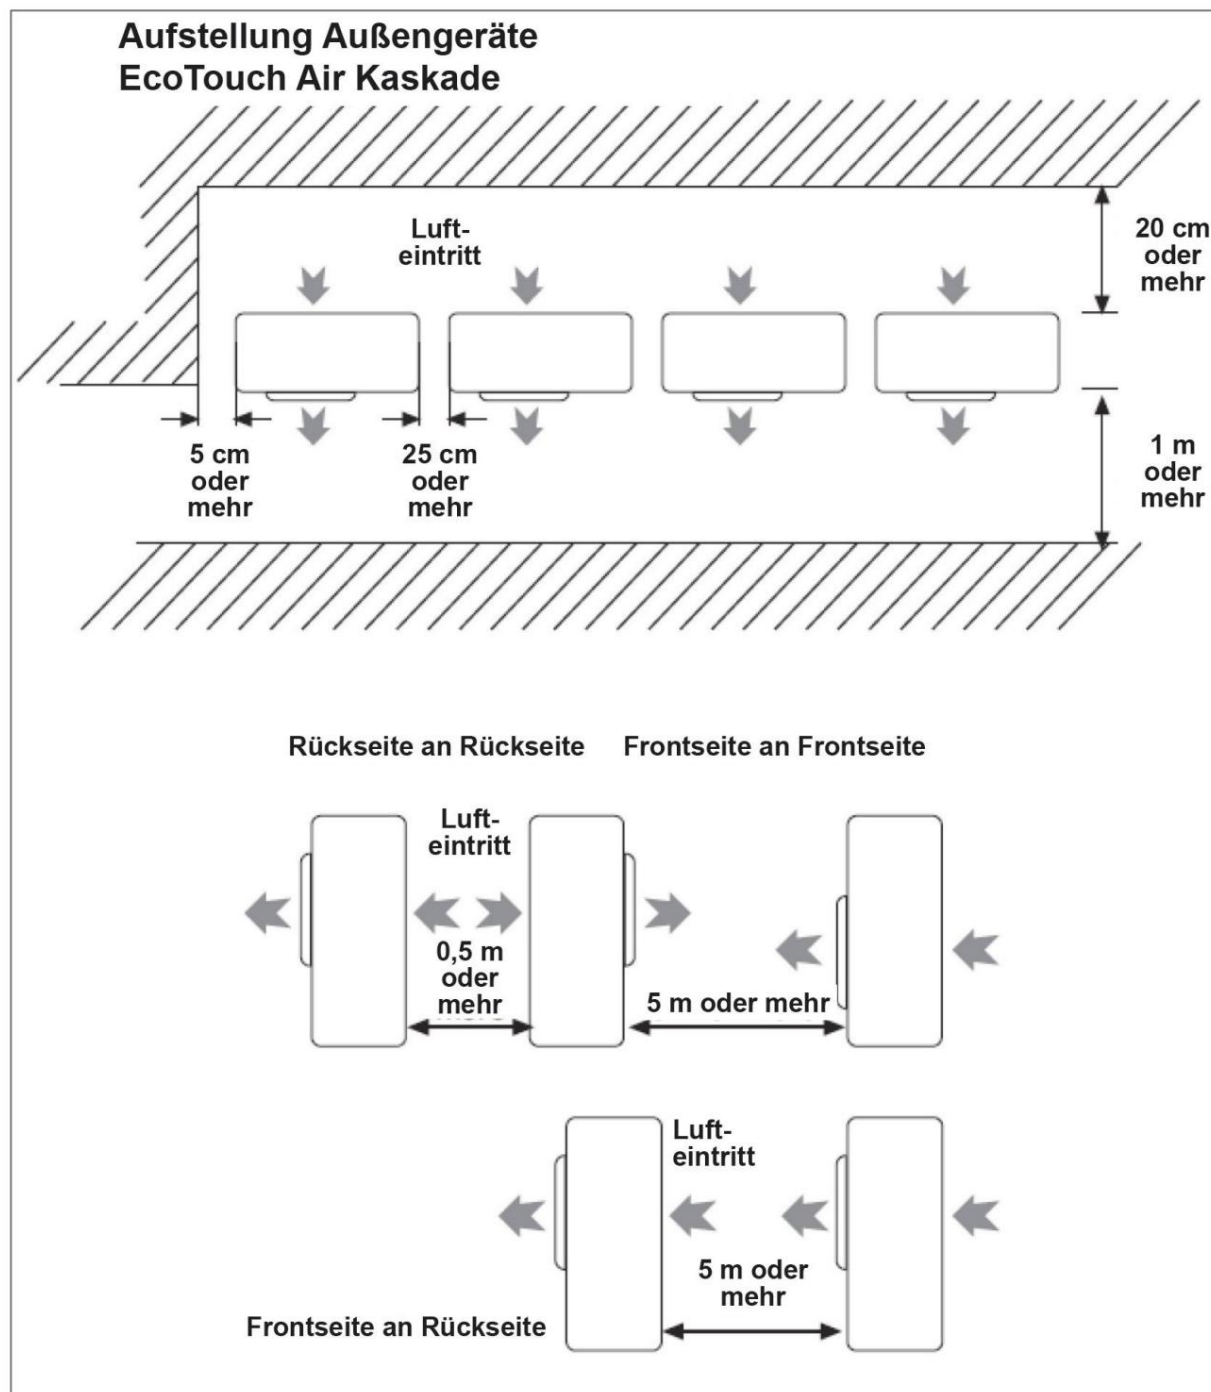 Aufstellung Außengeräte
EcoTouch Air Kaskade
Luft-
eintritt
20 cm
oder
mehr
5 cm
oder
mehr
25 cm
oder
mehr
1 m
oder
mehr
Rückseite an Rückseite
Frontseite an Frontseite
Luft-
eintritt
0,5 m
oder
mehr
5 m oder mehr
Luft-
eintritt
5 m oder
mehr
Frontseite an Rückseite